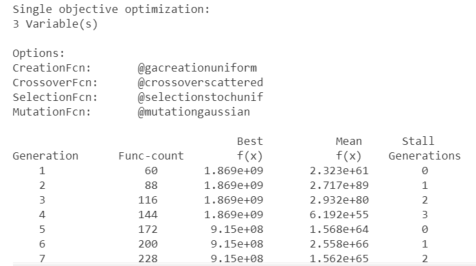 Single objective optimization:
3 Variable(s)
Options:
CreationFcn: @gacreationuniform
CrossoverFcn: @crossoverscattered
SelectionFcn: @selectionstochunif
MutationFcn: @mutationgaussian
Best Mean Stall
Generation Func-count f(x) f(x) Generations
1 60 1.869e+09 2.323e+61 0
2 88 1.869e+09 2.717e+89 1
3 116 1.869e+09 2.932e+80 2
4 144 1.869e+09 6.192e+55 3
5 172 9.15e+08 1.568e+64 0
6 200 9.15e+08 2.558e+66 1
7 228 9.15e+08 1.562e+65 2